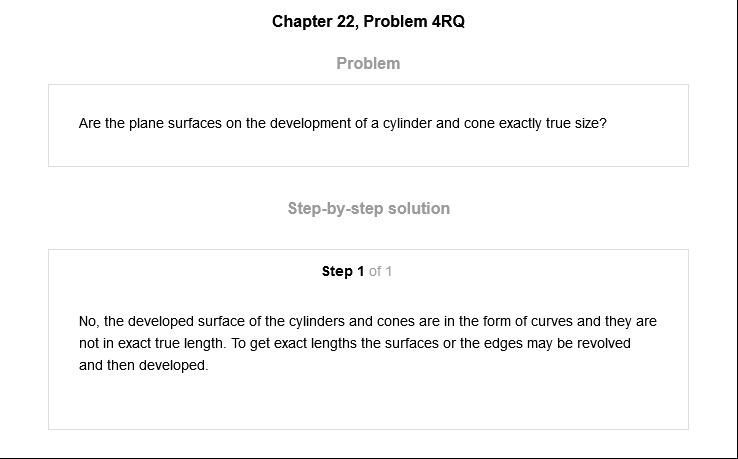 Chapter 22, Problem 4RQ
Problem
Are the plane surfaces on the development of a cylinder and cone exactly true size?
Step-by-step solution
Step 1 of 1
No, the developed surface of the cylinders and cones are in the form of curves and they are
not in exact true length. To get exact lengths the surfaces or the edges may be revolved
and then developed.